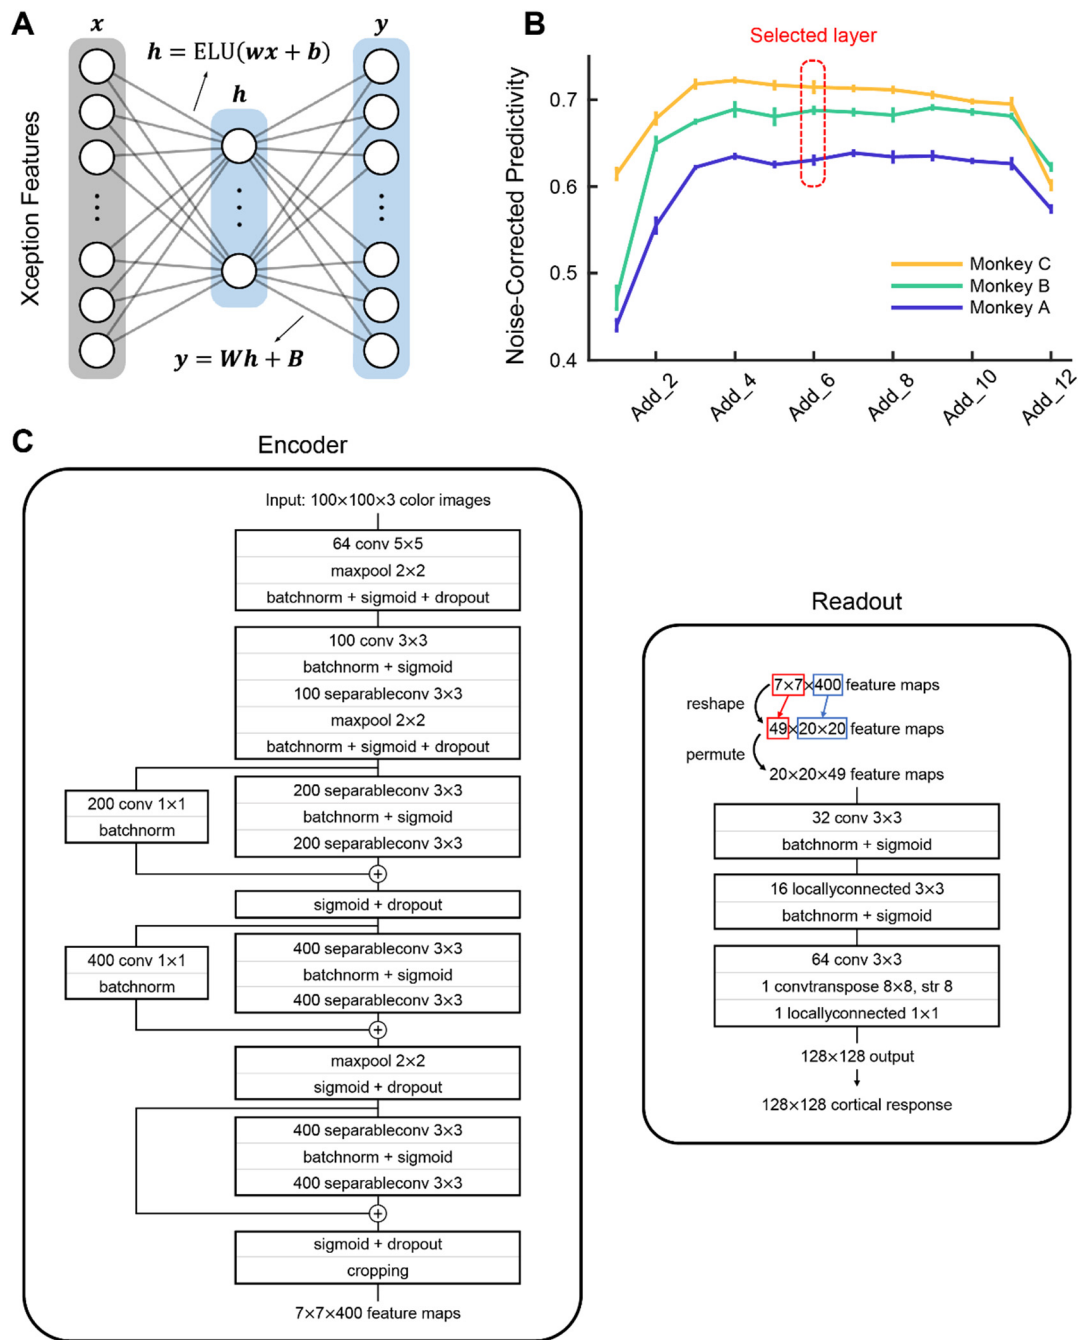 A
x
y
h = ELU(wx + b)
h
Xception Features
y = Wh + B
B
Selected layer
Noise-Corrected Predictivity
0.7
0.6
0.5
0.4
Monkey C
Monkey B
Monkey A
Add_2
Add_4
Add_6
Add_8
Add_10
Add_12
C
Encoder
Input: 100×100×3 color images
64 conv 5×5
maxpool 2×2
batchnorm + sigmoid + dropout
100 conv 3×3
batchnorm + sigmoid
100 separableconv 3×3
maxpool 2×2
batchnorm + sigmoid + dropout
200 conv 1×1
batchnorm
200 separableconv 3×3
batchnorm + sigmoid
200 separableconv 3×3
+
sigmoid + dropout
400 conv 1×1
batchnorm
400 separableconv 3×3
batchnorm + sigmoid
400 separableconv 3×3
+
maxpool 2×2
sigmoid + dropout
400 separableconv 3×3
batchnorm + sigmoid
400 separableconv 3×3
+
sigmoid + dropout
cropping
7×7×400 feature maps
Readout
7×7×400 feature maps
reshape
49×20×20 feature maps
permute
20×20×49 feature maps
32 conv 3×3
batchnorm + sigmoid
16 locallyconnected 3×3
batchnorm + sigmoid
64 conv 3×3
1 convtranspose 8×8, str 8
1 locallyconnected 1×1
128×128 output
128×128 cortical response